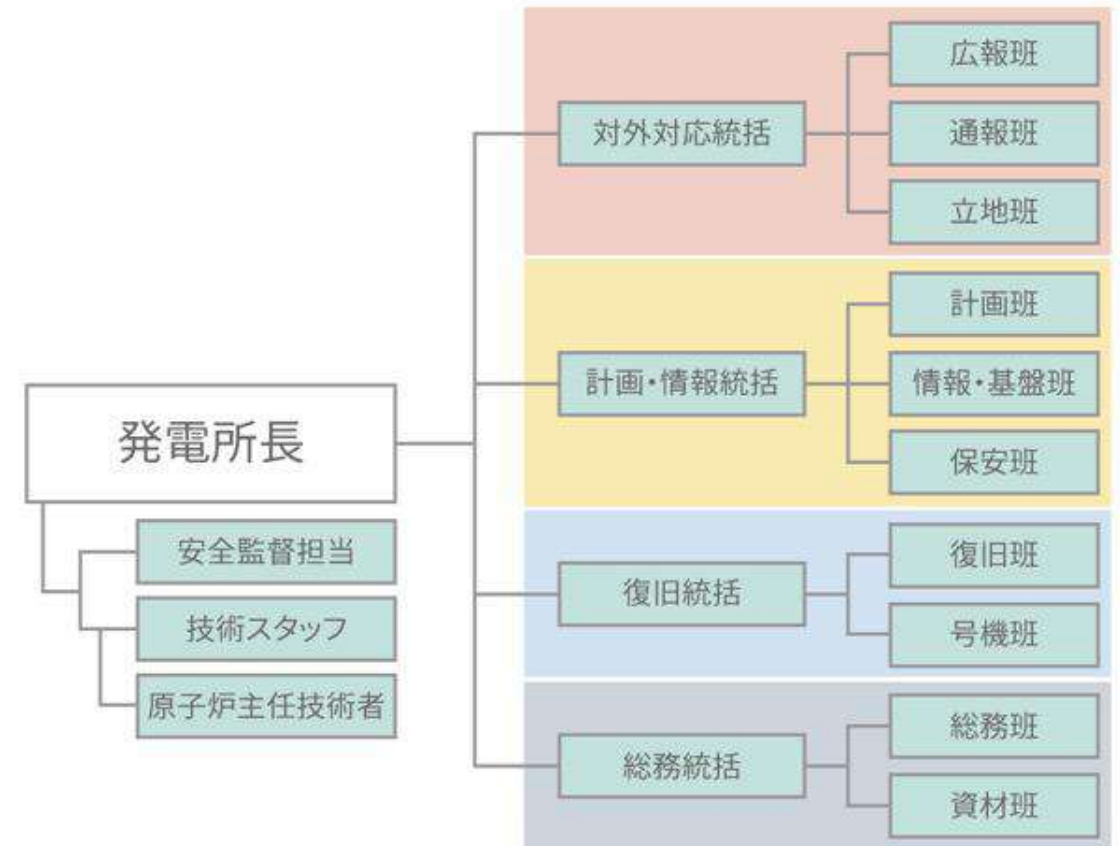 発電所長
安全監督担当
技術スタッフ
原子炉主任技術者
対外対応統括
広報班
通報班
立地班
計画・情報統括
計画班
情報・基盤班
保安班
復旧統括
復旧班
号機班
総務統括
総務班
資材班